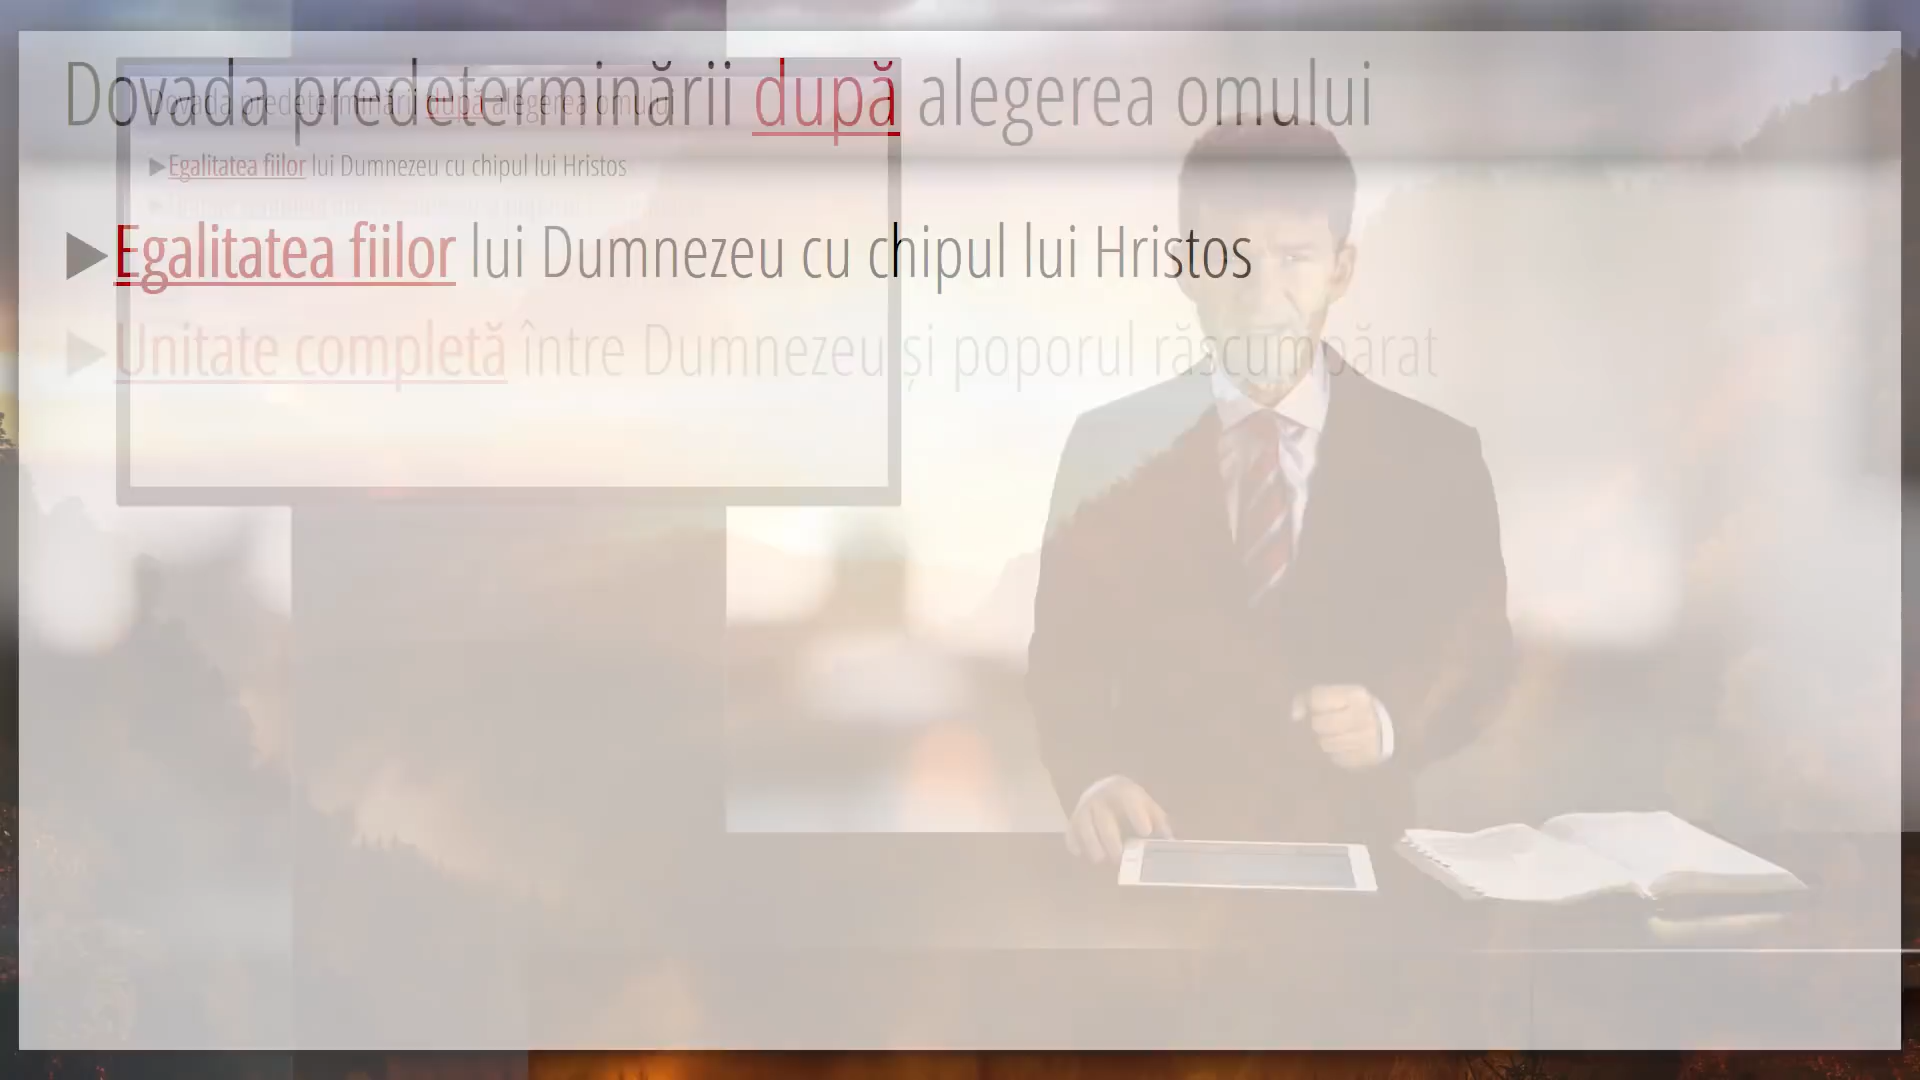 Dovada predeterminării după alegerea omului
Dovada predeterminării după alegerea omului
▶Egalitatea fiilor lui Dumnezeu cu chipul lui Hristos
▶Egalitatea fiilor lui Dumnezeu cu chipul lui Hristos
▶Unitate completă între Dumnezeu și poporul răscumpărat